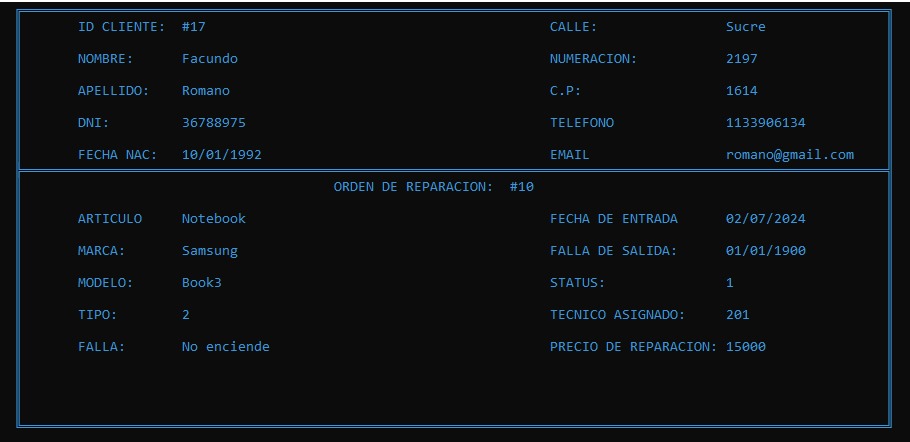 ID CLIENTE: #17 CALLE: Sucre
NOMBRE: Facundo NUMERACION: 2197
APELLIDO: Romano C.P: 1614
DNI: 36788975 TELEFONO 1133906134
FECHA NAC: 10/01/1992 EMAIL romano@gmail.com
ORDEN DE REPARACION: #10
ARTICULO Notebook FECHA DE ENTRADA 02/07/2024
MARCA: Samsung FALLA DE SALIDA: 01/01/1900
MODELO: Book3 STATUS: 1
TIPO: 2 TECNICO ASIGNADO: 201
FALLA: No enciende PRECIO DE REPARACION: 15000